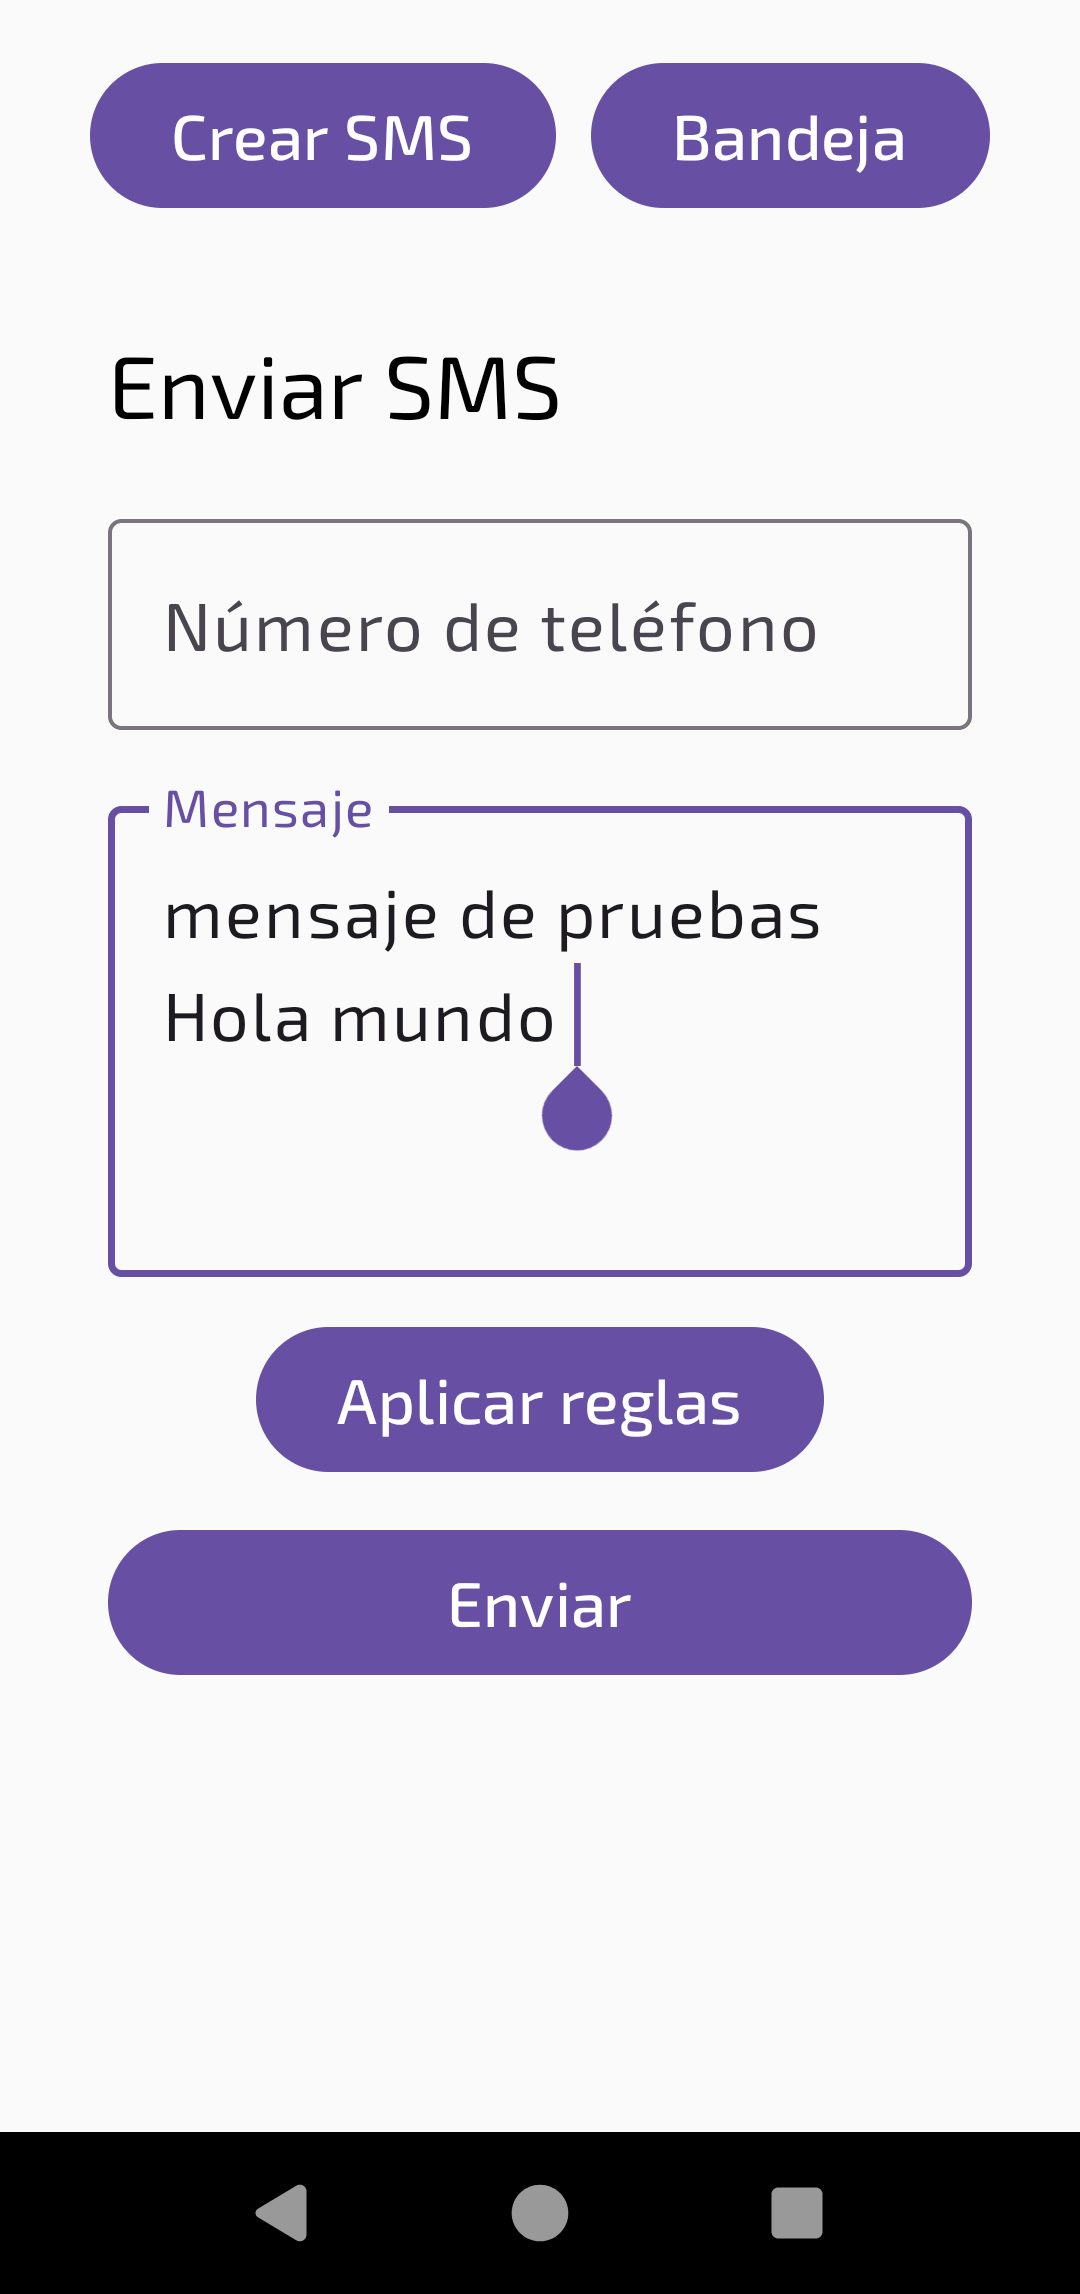 Crear SMS
Bandeja
Enviar SMS
Número de teléfono
Mensaje
mensaje de pruebas
Hola mundo
Aplicar reglas
Enviar